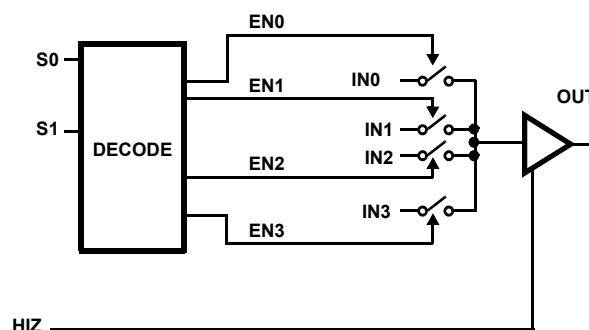 EN0
S0
IN0
EN1
OUT
S1
IN1
DECODE
IN2
EN2
IN3
EN3
HIZ